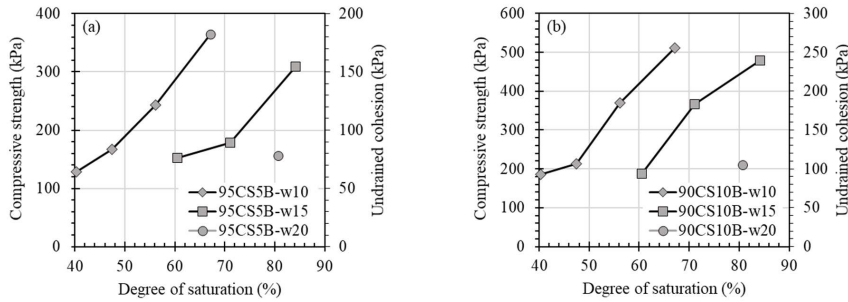 (a)
Compressive strength (kPa)
400
300
200
100
0
200
150
100
50
0
Undrained cohesion (kPa)
95CS5B-w10
95CS5B-w15
95CS5B-w20
40 50 60 70 80 90
Degree of saturation (%)
(b)
Compressive strength (kPa)
600
500
400
300
200
100
0
300
250
200
150
100
50
0
Undrained cohesion (kPa)
90CS10B-w10
90CS10B-w15
90CS10B-w20
40 50 60 70 80 90
Degree of saturation (%)